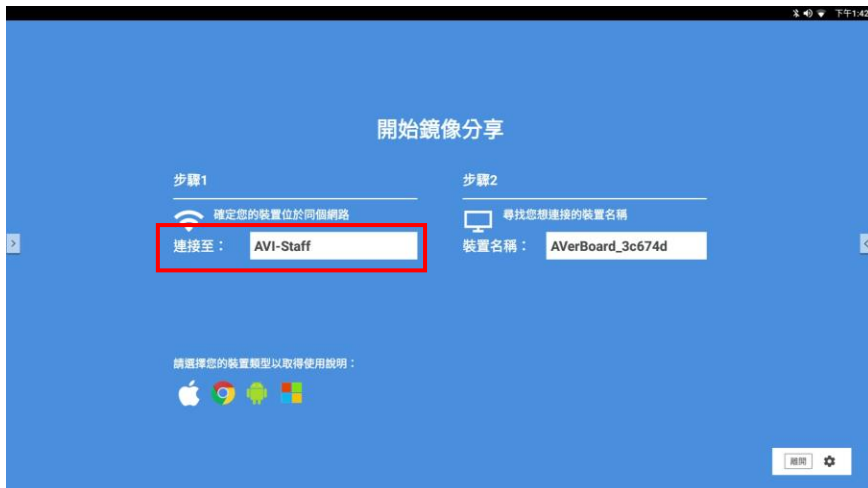 下午1:42
開始鏡像分享
步驟1
確定您的裝置位於同個網路
連接至：
AVI-Staff
步驟2
尋找您想連接的裝置名稱
裝置名稱：
AVerBoard_3c674d
請選擇您的裝置類型以取得使用說明：
離開